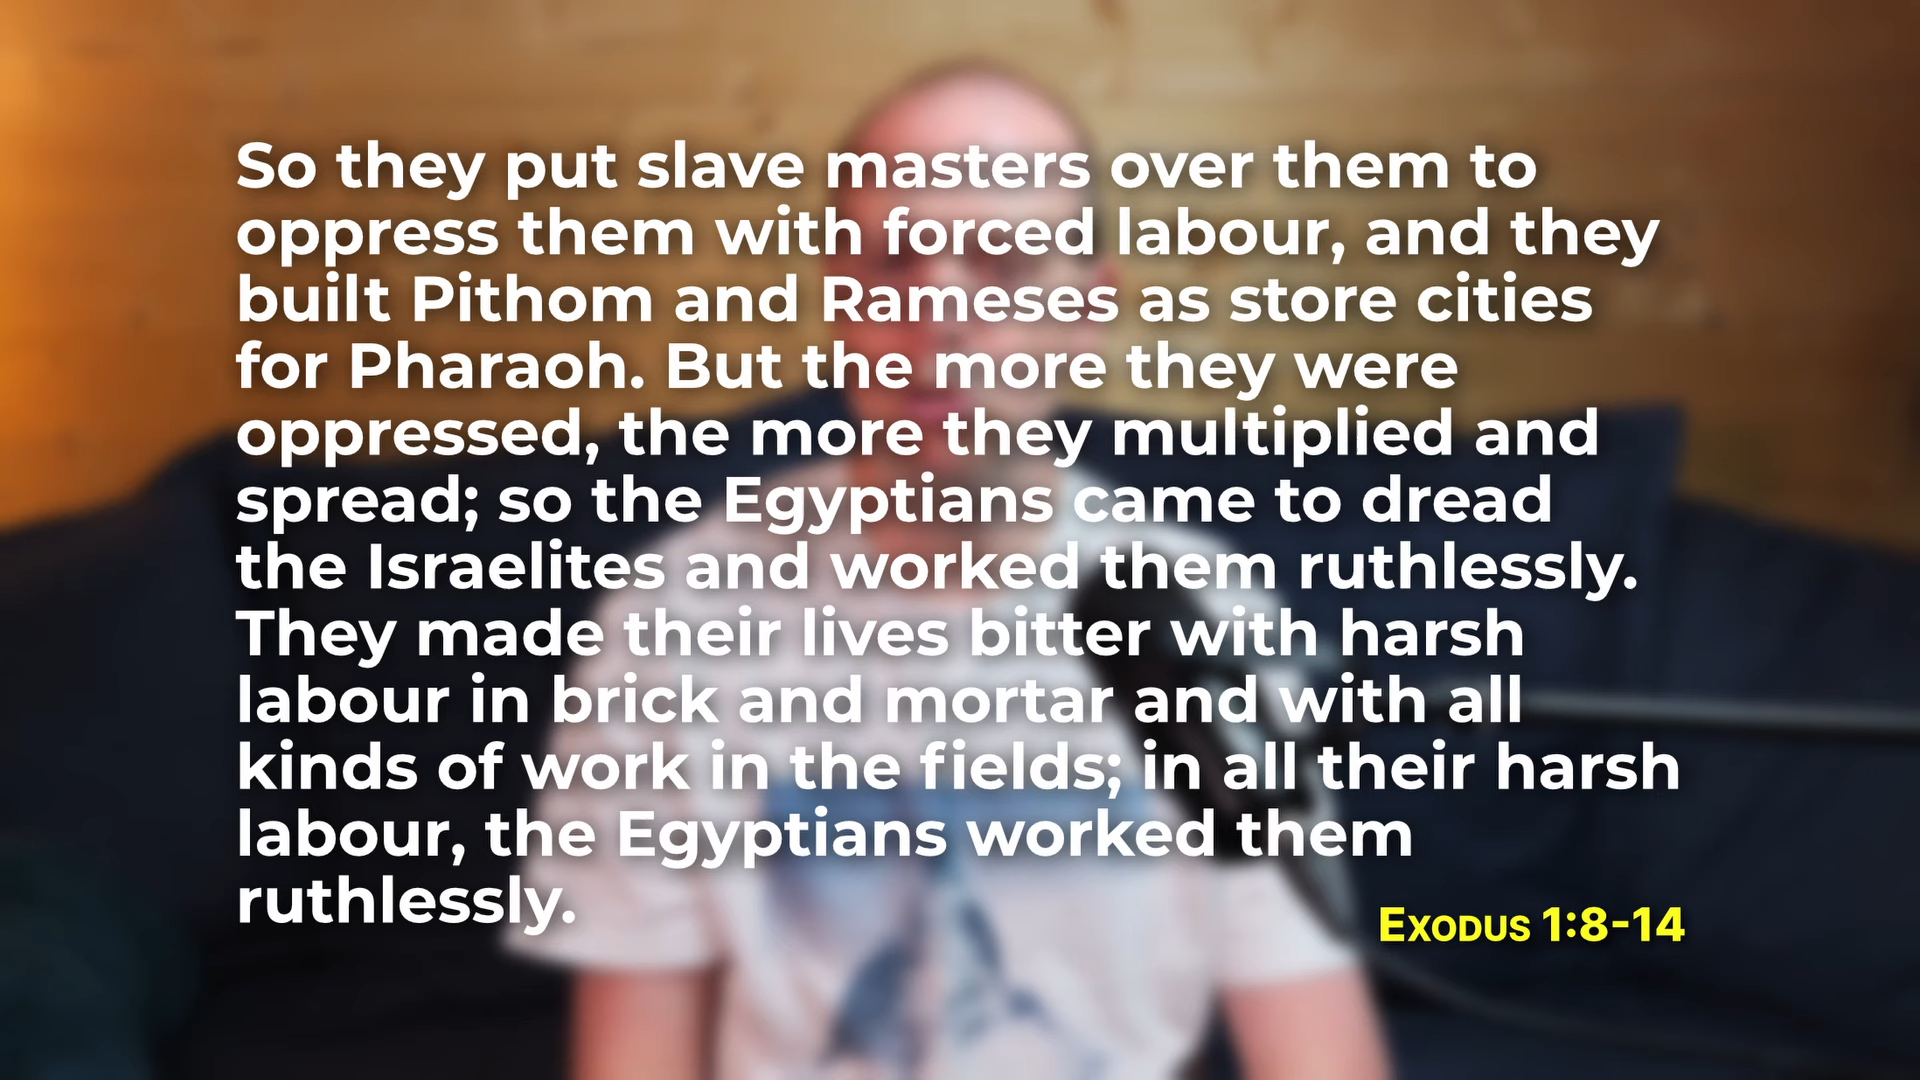 So they put slave masters over them to
oppress them with forced labour, and they
built Pithom and Rameses as store cities
for Pharaoh. But the more they were
oppressed, the more they multiplied and
spread; so the Egyptians came to dread
the Israelites and worked them ruthlessly.
They made their lives bitter with harsh
labour in brick and mortar and with all
kinds of work in the fields; in all their harsh
labour, the Egyptians worked them
ruthlessly.
Exodus 1:8-14